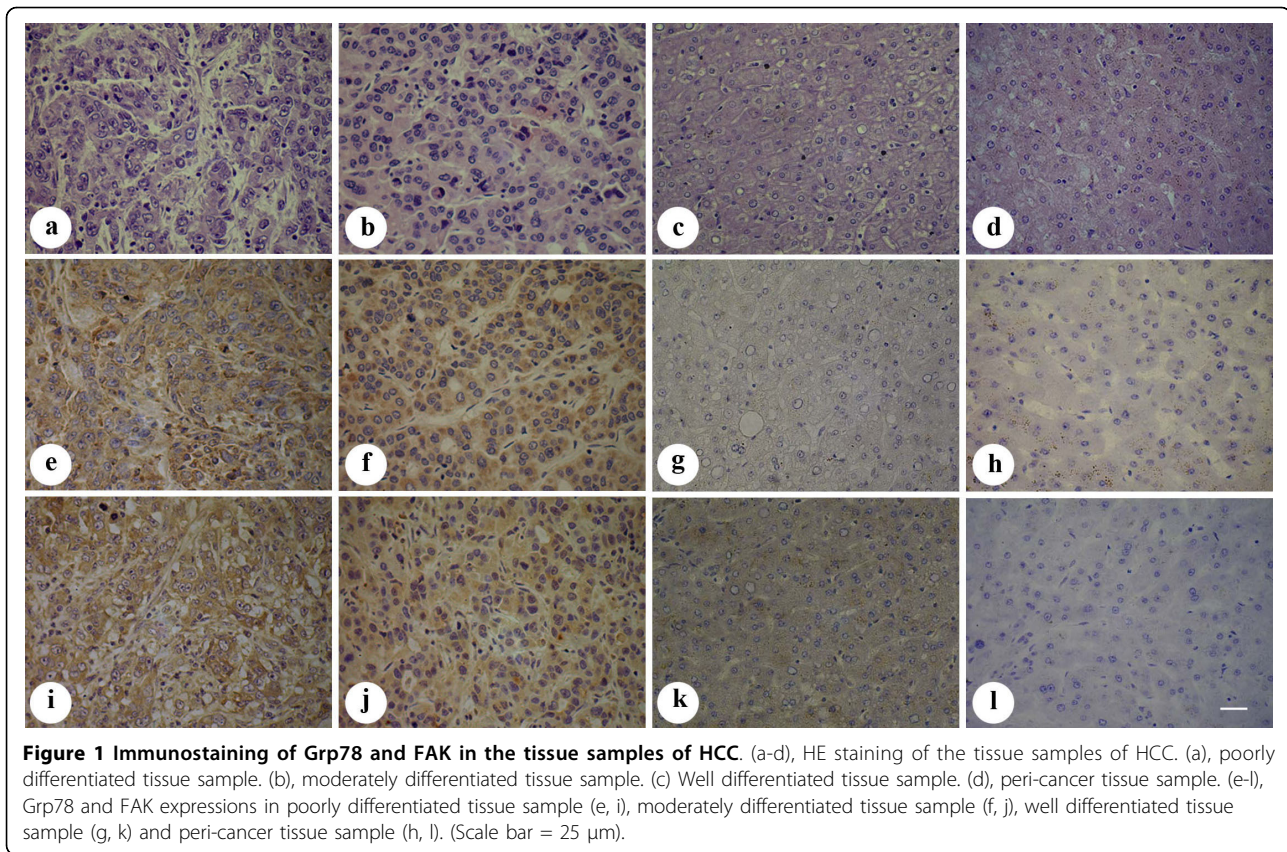 a
b
c
d
e
f
g
h
i
j
k
l
Figure 1 Immunostaining of Grp78 and FAK in the tissue samples of HCC. (a-d), HE staining of the tissue samples of HCC. (a), poorly
differentiated tissue sample. (b), moderately differentiated tissue sample. (c) Well differentiated tissue sample. (d), peri-cancer tissue sample. (e-l),
Grp78 and FAK expressions in poorly differentiated tissue sample (e, i), moderately differentiated tissue sample (f, j), well differentiated tissue
sample (g, k) and peri-cancer tissue sample (h, l). (Scale bar = 25 μm).